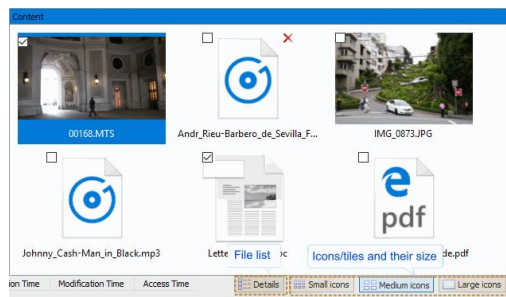 Content
00168.MTS
Andr_Rieu-Barbero_de_Sevilla_F...
IMG_0873.JPG
pdf
Johnny_Cash-Man_in_Black.mp3
Lette
File list
Icons/tiles and their size
de.pdf
ion Time Modification Time Access Time Details Small icons Medium icons Large icons